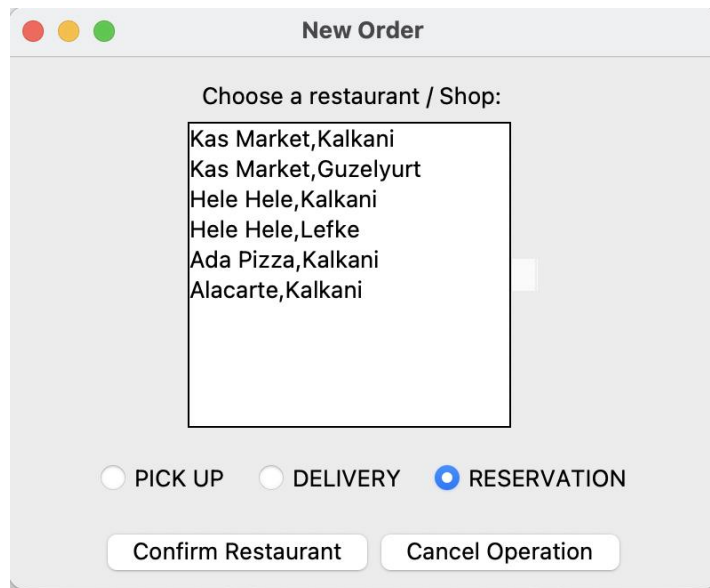 New Order
Choose a restaurant / Shop:
Kas Market,Kalkani
Kas Market,Guzelyurt
Hele Hele,Kalkani
Hele Hele,Lefke
Ada Pizza,Kalkani
Alacarte,Kalkani
PICK UP DELIVERY RESERVATION
Confirm Restaurant Cancel Operation